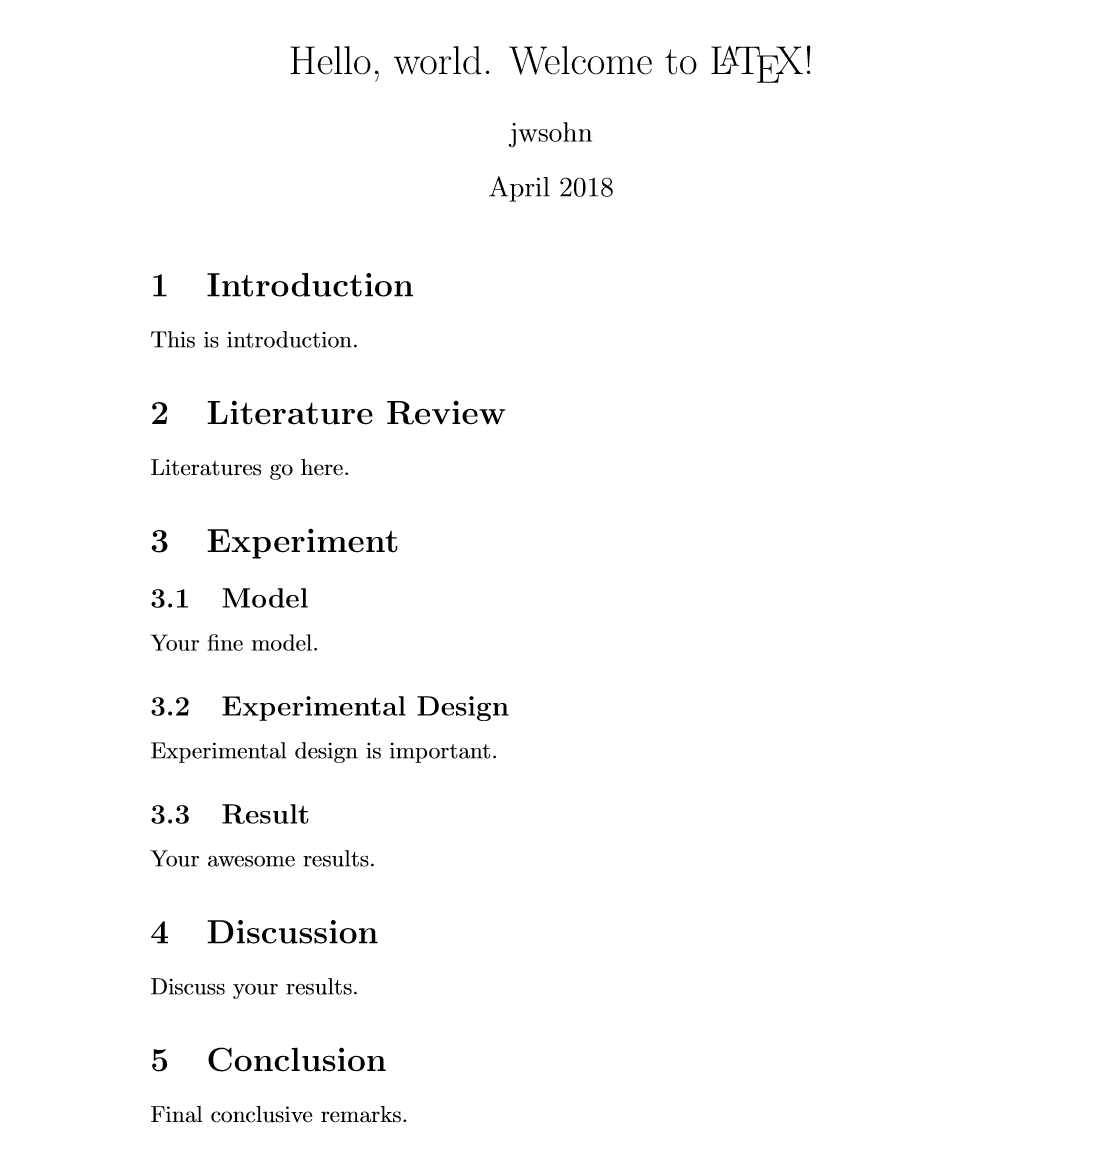 Hello, world. Welcome to LATEX!
jwsohn
April 2018
1 Introduction
This is introduction.
2 Literature Review
Literatures go here.
3 Experiment
3.1 Model
Your fine model.
3.2 Experimental Design
Experimental design is important.
3.3 Result
Your awesome results.
4 Discussion
Discuss your results.
5 Conclusion
Final conclusive remarks.